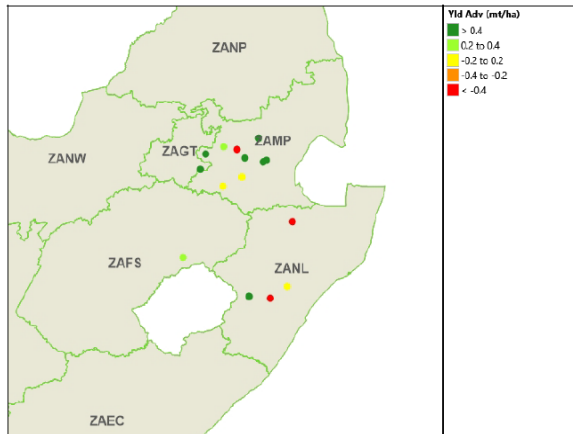 Yld Adv (mt/ha)
> 0.4
0.2 to 0.4
-0.2 to 0.2
-0.4 to -0.2
< -0.4
ZANP
ZANW
ZAGT
ZAMP
ZAFS
ZANL
ZAEC